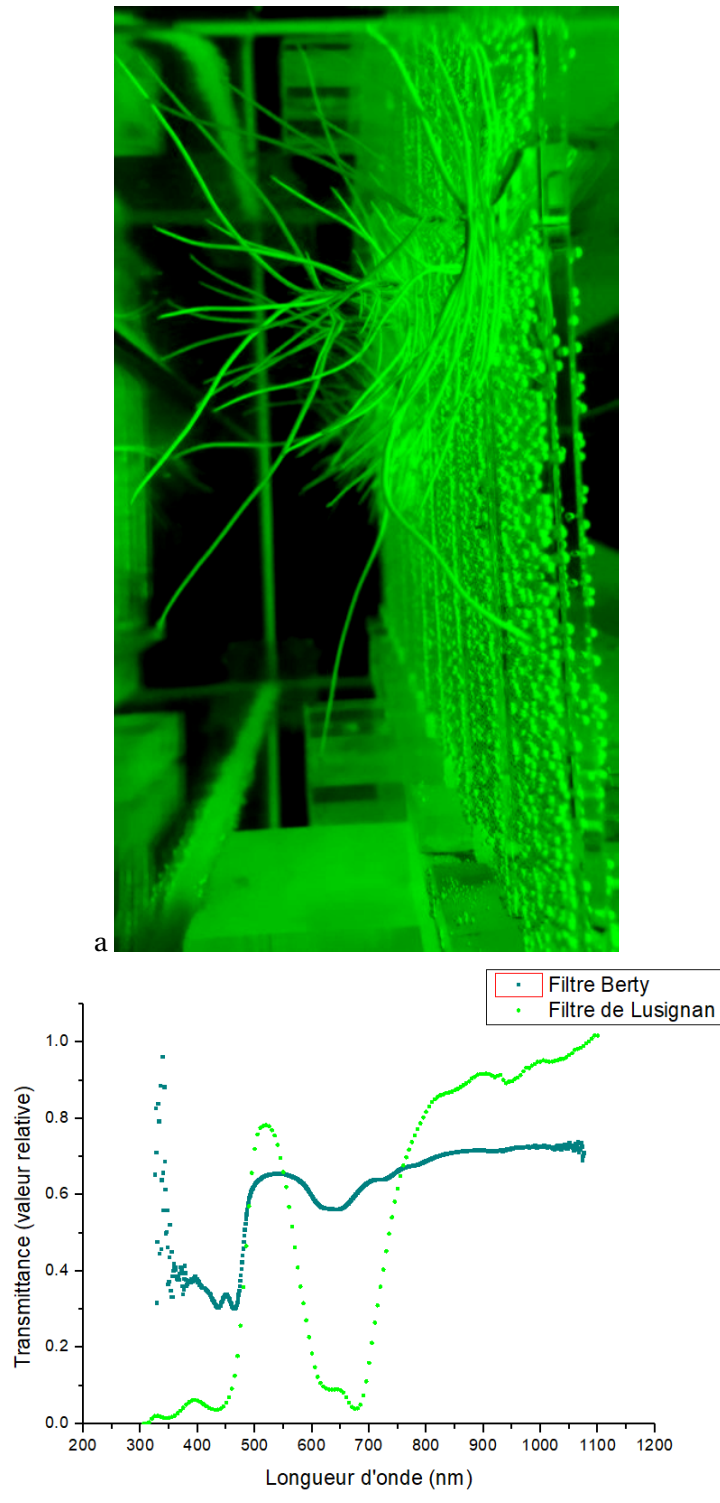 a
Filtre Berty
Filtre de Lusignan
Transmittance (valeur relative)
1.0
0.8
0.6
0.4
0.2
0.0
200 300 400 500 600 700 800 900 1000 1100 1200
Longueur d'onde (nm)